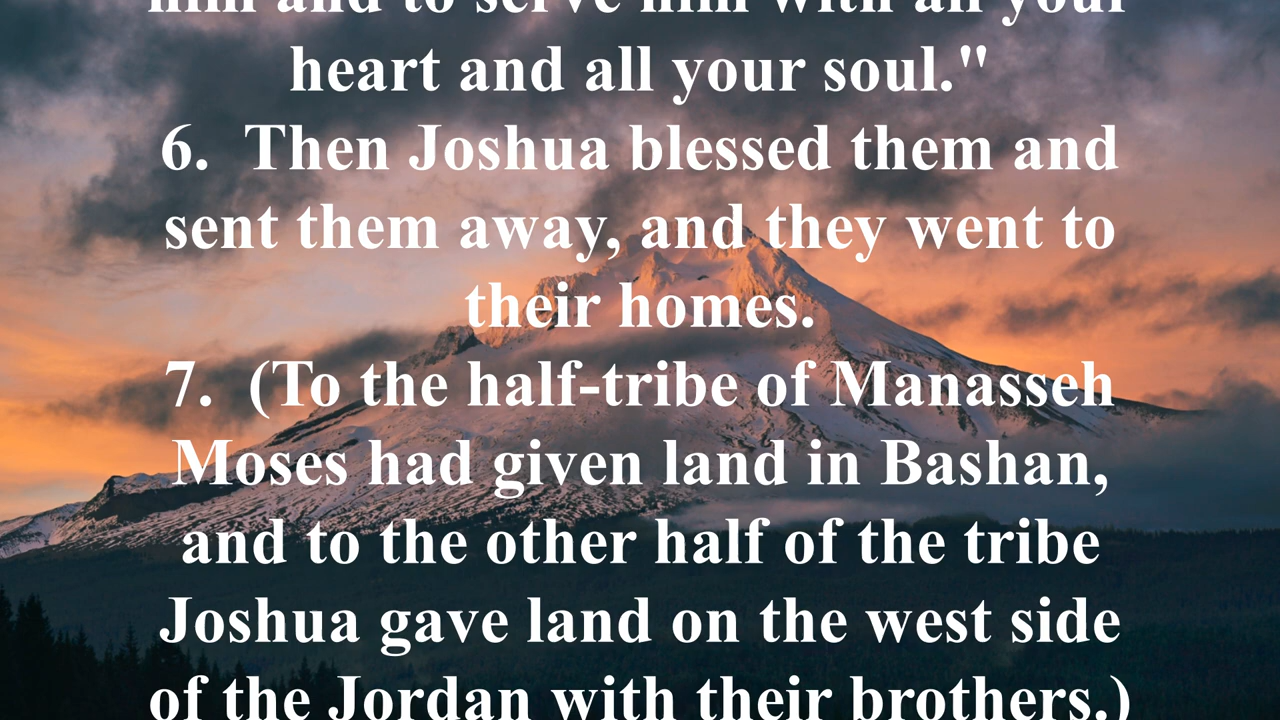 him and to serve him with all your
heart and all your soul."
6.  Then Joshua blessed them and
sent them away, and they went to
their homes.
7.  (To the half-tribe of Manasseh
Moses had given land in Bashan,
and to the other half of the tribe
Joshua gave land on the west side
of the Jordan with their brothers.)